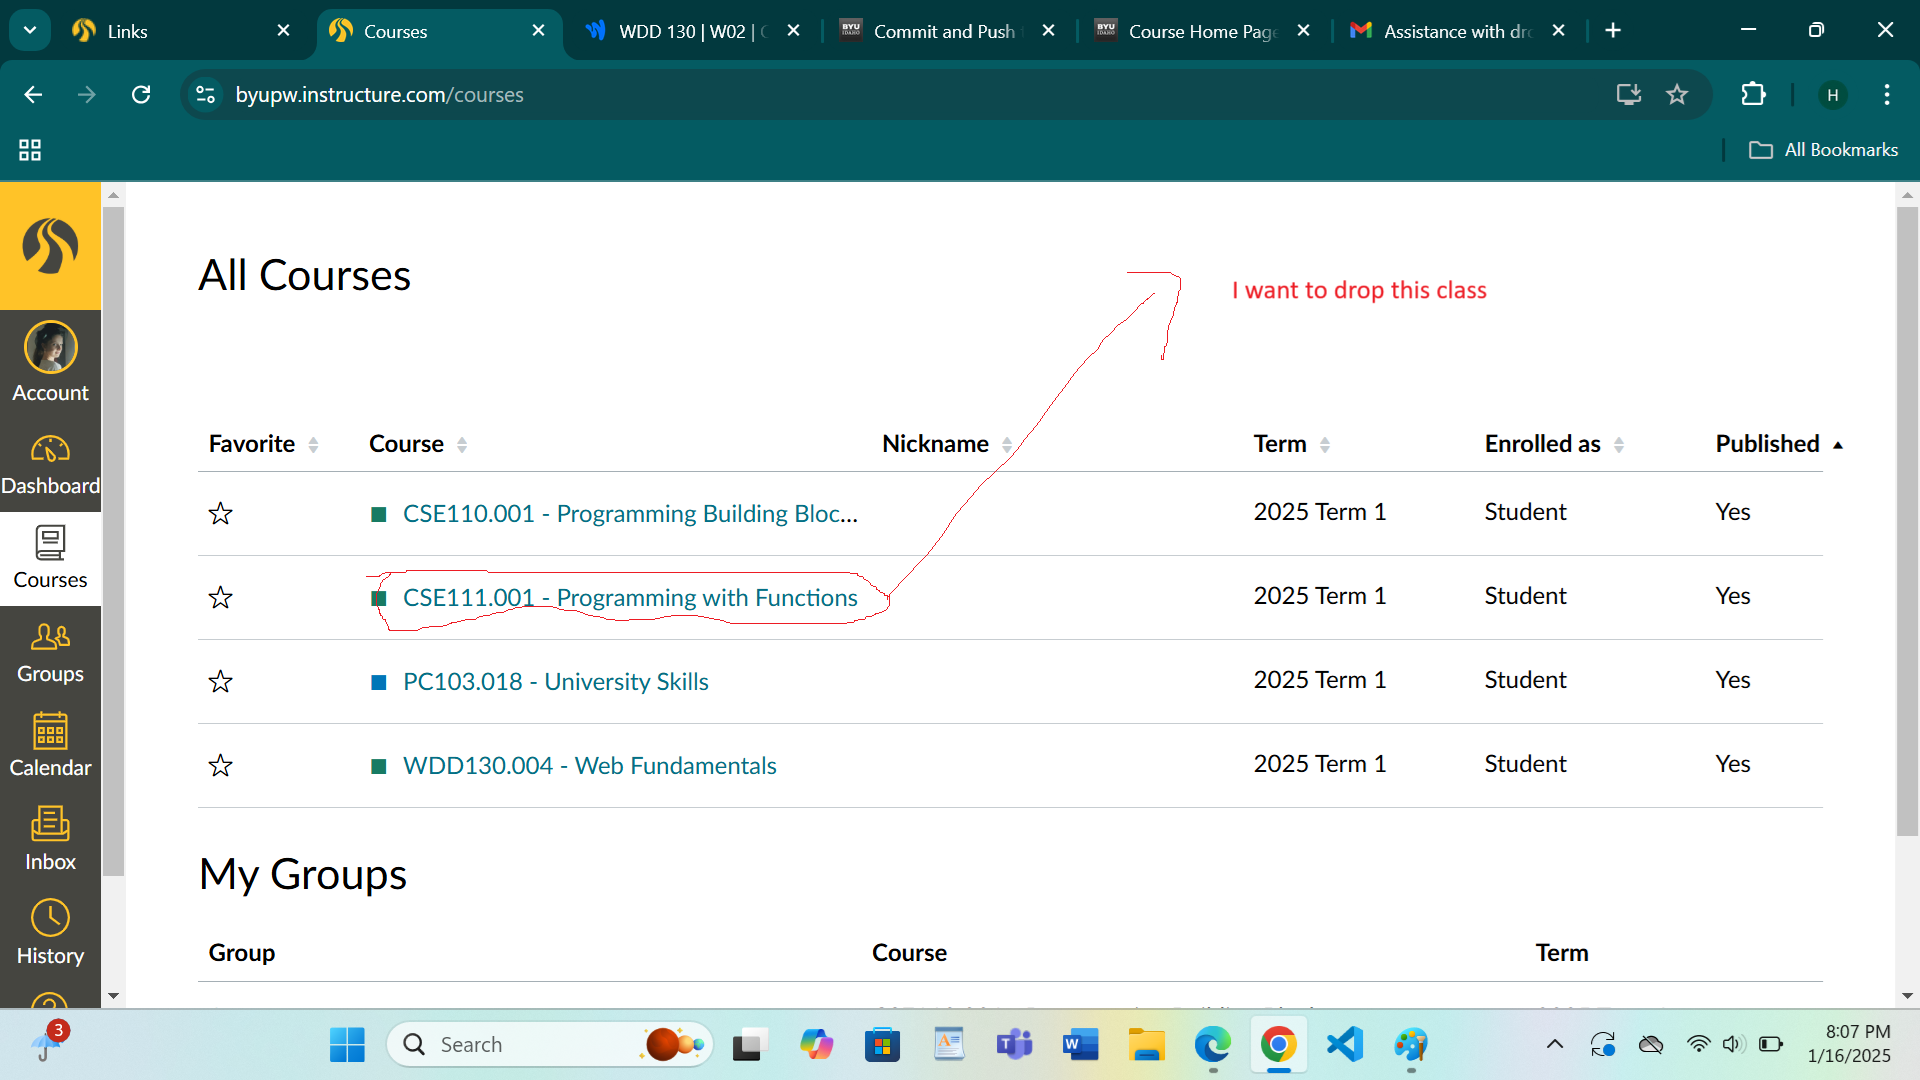 Links
Courses
WDD 130 | W02 |
Commit and Push
Course Home Page
Assistance with dr
byupw.instructure.com/courses
H
All Bookmarks
All Courses
I want to drop this class
Account
Dashboard
Courses
Groups
Calendar
Inbox
History
Favorite Course Nickname Term Enrolled as Published
CSE110.001 - Programming Building Bloc... 2025 Term 1 Student Yes
CSE111.001 - Programming with Functions 2025 Term 1 Student Yes
PC103.018 - University Skills 2025 Term 1 Student Yes
WDD130.004 - Web Fundamentals 2025 Term 1 Student Yes
My Groups
Group Course Term
3
Search
8:07 PM
1/16/2025